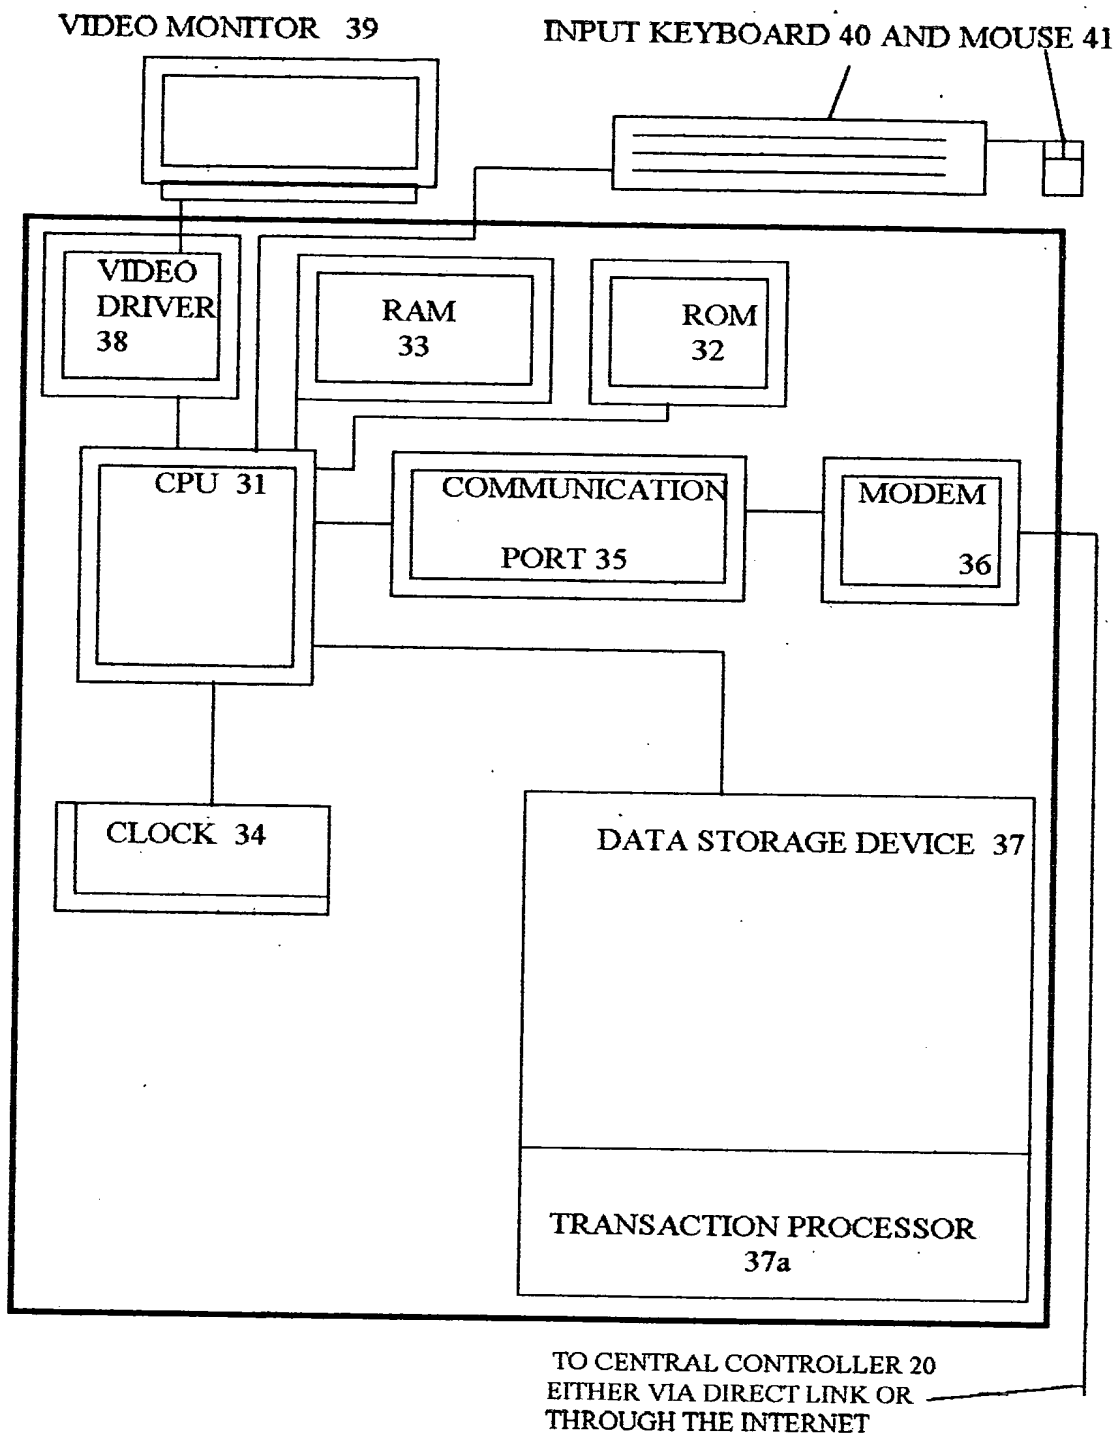 VIDEO MONITOR 39
INPUT KEYBOARD 40 AND MOUSE 41
VIDEO
DRIVER
38
RAM
33
ROM
32
CPU 31
COMMUNICATION
PORT 35
MODEM
36
CLOCK 34
DATA STORAGE DEVICE 37
TRANSACTION PROCESSOR
37a
TO CENTRAL CONTROLLER 20
EITHER VIA DIRECT LINK OR
THROUGH THE INTERNET